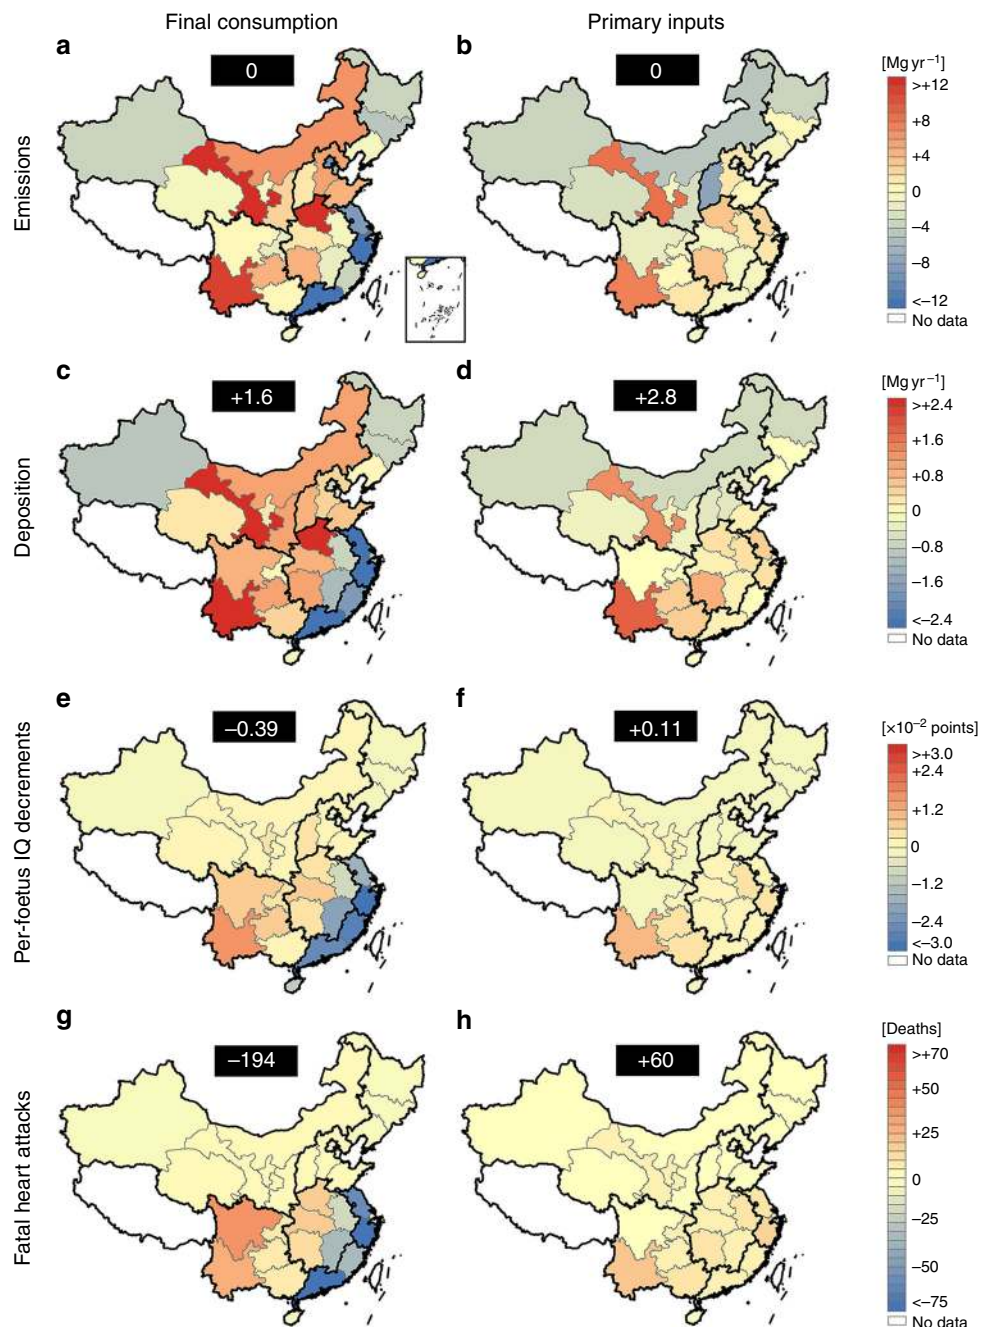 Final consumption
Primary inputs
a
0
b
0
[Mg yr⁻¹]
>+12
+8
+4
0
−4
−8
<−12
No data
Emissions
c
+1.6
d
+2.8
[Mg yr⁻¹]
>+2.4
+1.6
+0.8
0
−0.8
−1.6
<−2.4
No data
Deposition
e
−0.39
f
+0.11
[×10⁻² points]
>+3.0
+2.4
+1.2
0
−1.2
−2.4
<−3.0
No data
Per-foetus IQ decrements
g
−194
h
+60
[Deaths]
>+70
+50
+25
0
−25
−50
<−75
No data
Fatal heart attacks